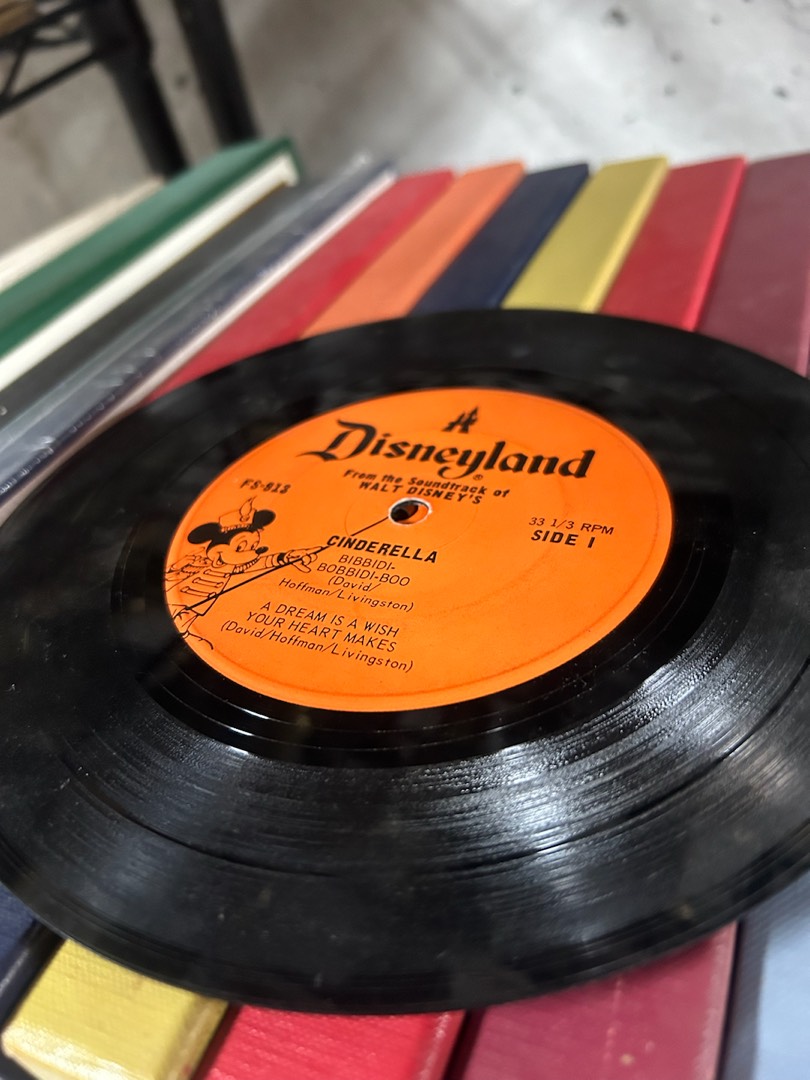 Disneyland®
From the Soundtrack of
WALT DISNEY'S
FS-813
33 1/3 RPM
SIDE I
CINDERELLA
BIBBIDI-
BOBBIDI-BOO
(David/
Hoffman/Livingston)
A DREAM IS A WISH
YOUR HEART MAKES
(David/Hoffman/Livingston)